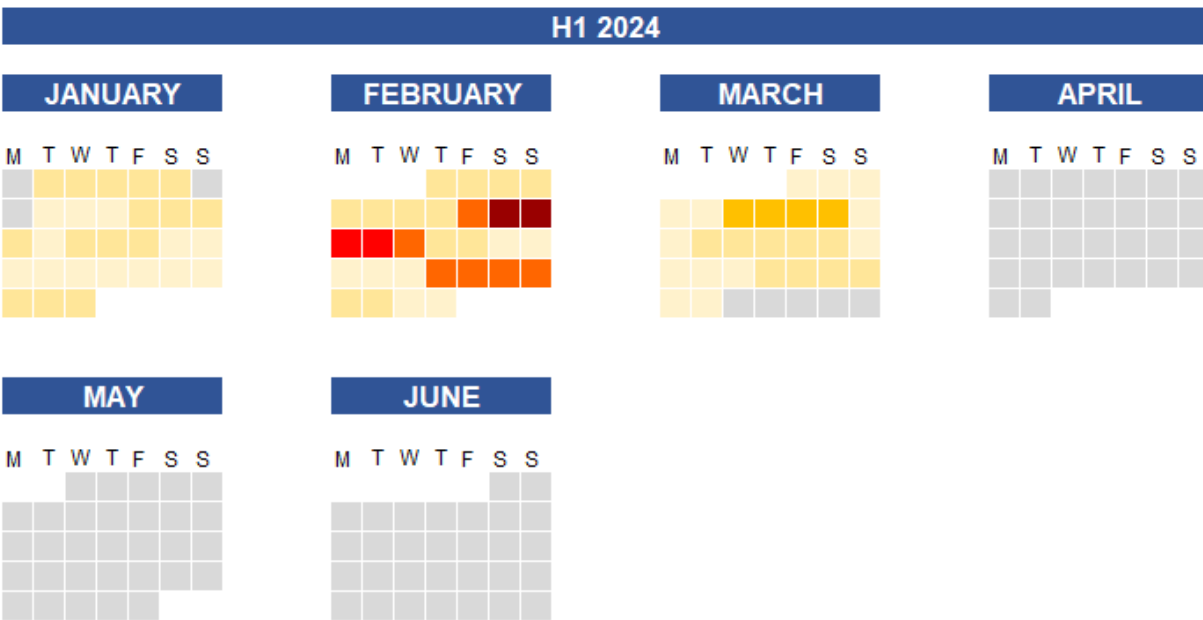 H1 2024
JANUARY FEBRUARY MARCH APRIL
M T W T F S S M T W T F S S M T W T F S S M T W T F S S
MAY JUNE
M T W T F S S M T W T F S S